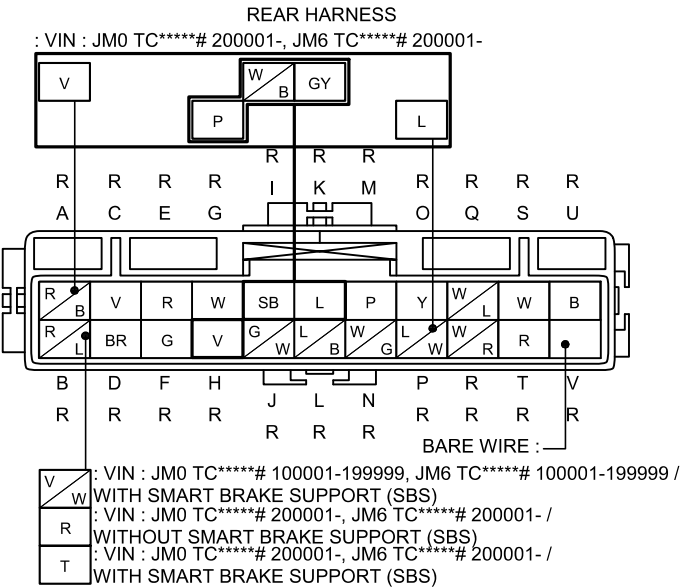 REAR HARNESS
: VIN : JM0 TC*****# 200001-, JM6 TC*****# 200001-
V W B GY
P L
R R R
R R R R I K M R R R R
A C E G O Q S U
R B V R W SB L P Y W L W B
R L BR G V G W L B W G L W W R R
B D F H J L N P R T V
R R R R R R R R R R R
BARE WIRE :
V W : VIN : JM0 TC*****# 100001-199999, JM6 TC*****# 100001-199999 /
WITH SMART BRAKE SUPPORT (SBS)
R : VIN : JM0 TC*****# 200001-, JM6 TC*****# 200001- /
WITHOUT SMART BRAKE SUPPORT (SBS)
T : VIN : JM0 TC*****# 200001-, JM6 TC*****# 200001- /
WITH SMART BRAKE SUPPORT (SBS)